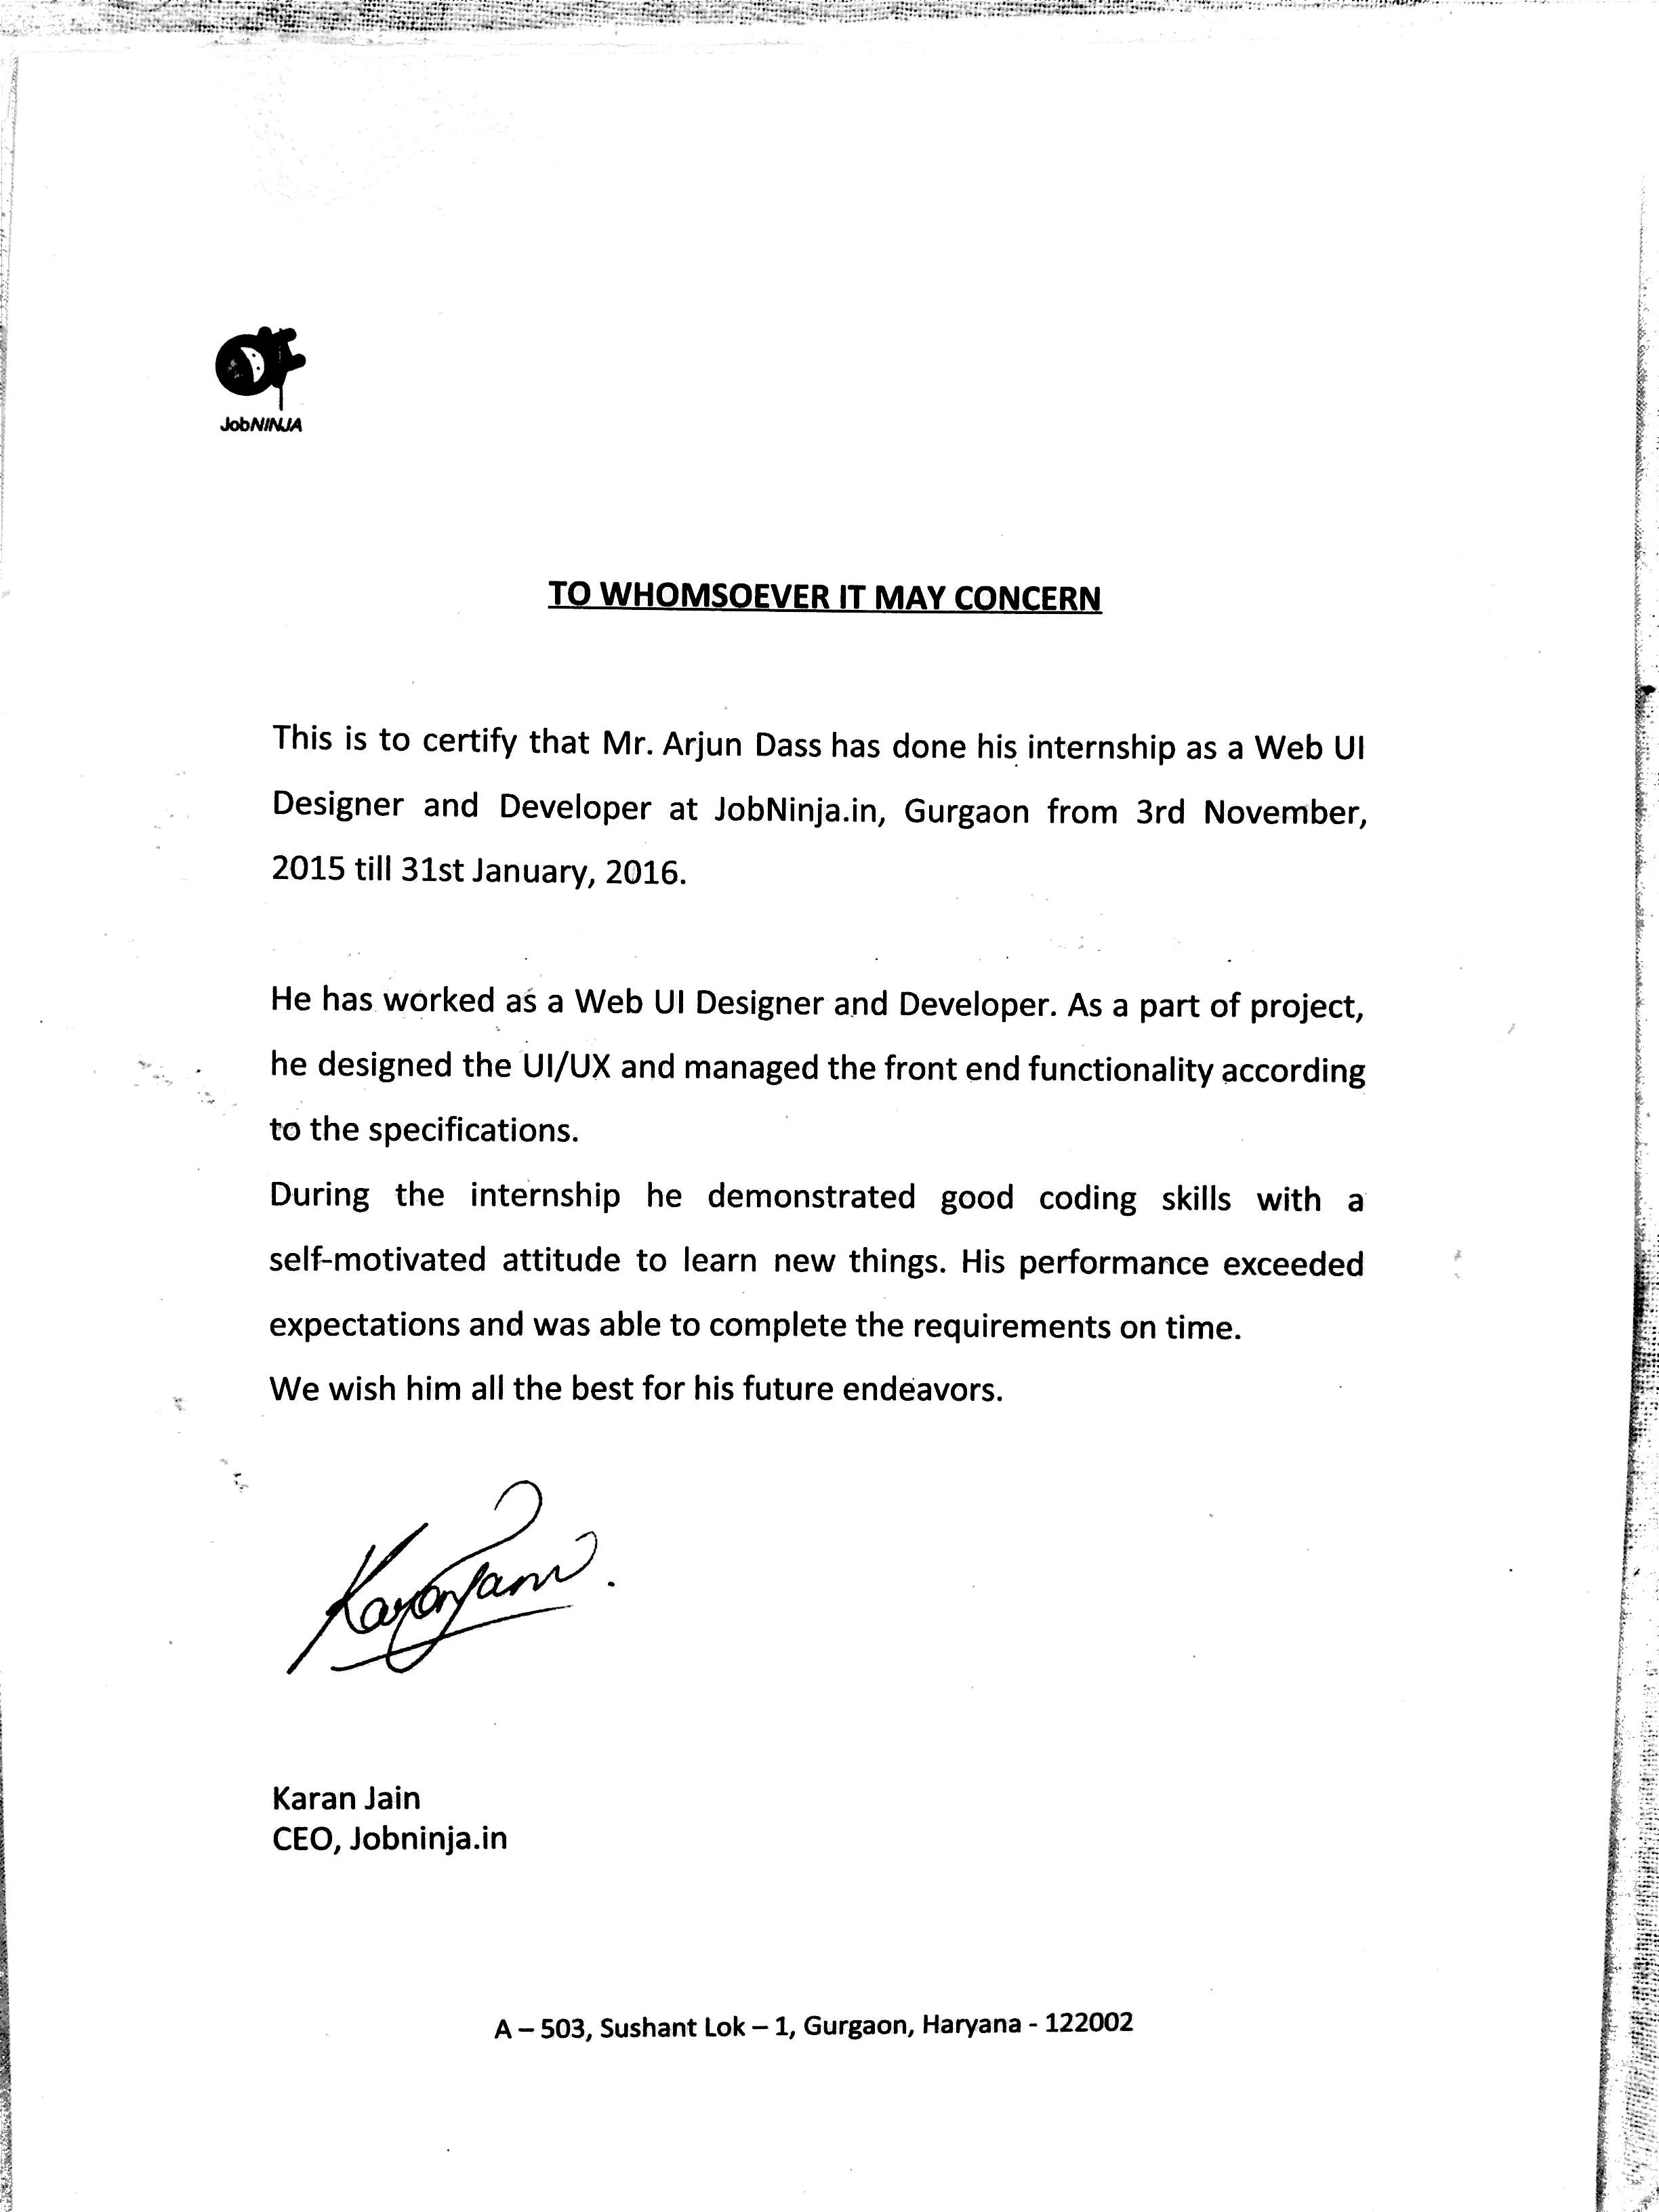 JobNINJA
TO WHOMSOEVER IT MAY CONCERN
This is to certify that Mr. Arjun Dass has done his internship as a Web UI
Designer and Developer at JobNinja.in, Gurgaon from 3rd November,
2015 till 31st January, 2016.
He has worked as a Web UI Designer and Developer. As a part of project,
he designed the UI/UX and managed the front end functionality according
to the specifications.
During the internship he demonstrated good coding skills with a
self-motivated attitude to learn new things. His performance exceeded
expectations and was able to complete the requirements on time.
We wish him all the best for his future endeavors.
Karan Jain.
Karan Jain
CEO, Jobninja.in
A – 503, Sushant Lok – 1, Gurgaon, Haryana - 122002